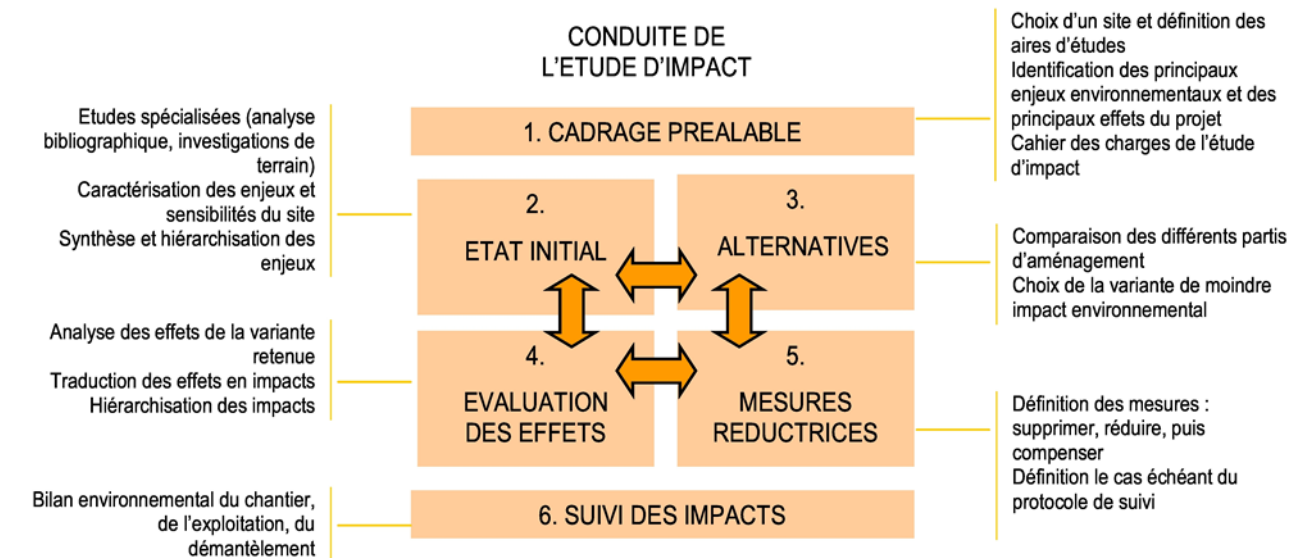 CONDUITE DE
L'ETUDE D'IMPACT
1. CADRAGE PREALABLE
Choix d'un site et définition des
aires d'études
Identification des principaux
enjeux environnementaux et des
principaux effets du projet
Cahier des charges de l'étude
d'impact
Etudes spécialisées (analyse
bibliographique, investigations de
terrain)
Caractérisation des enjeux et
sensibilités du site
Synthèse et hiérarchisation des
enjeux
2.
ETAT INITIAL
3.
ALTERNATIVES
Comparaison des différents partis
d'aménagement
Choix de la variante de moindre
impact environnemental
Analyse des effets de la variante
retenue
Traduction des effets en impacts
Hiérarchisation des impacts
4.
EVALUATION
DES EFFETS
5.
MESURES
REDUCTRICES
Définition des mesures :
supprimer, réduire, puis
compenser
Définition le cas échéant du
protocole de suivi
Bilan environnemental du chantier,
de l'exploitation, du
démantèlement
6. SUIVI DES IMPACTS